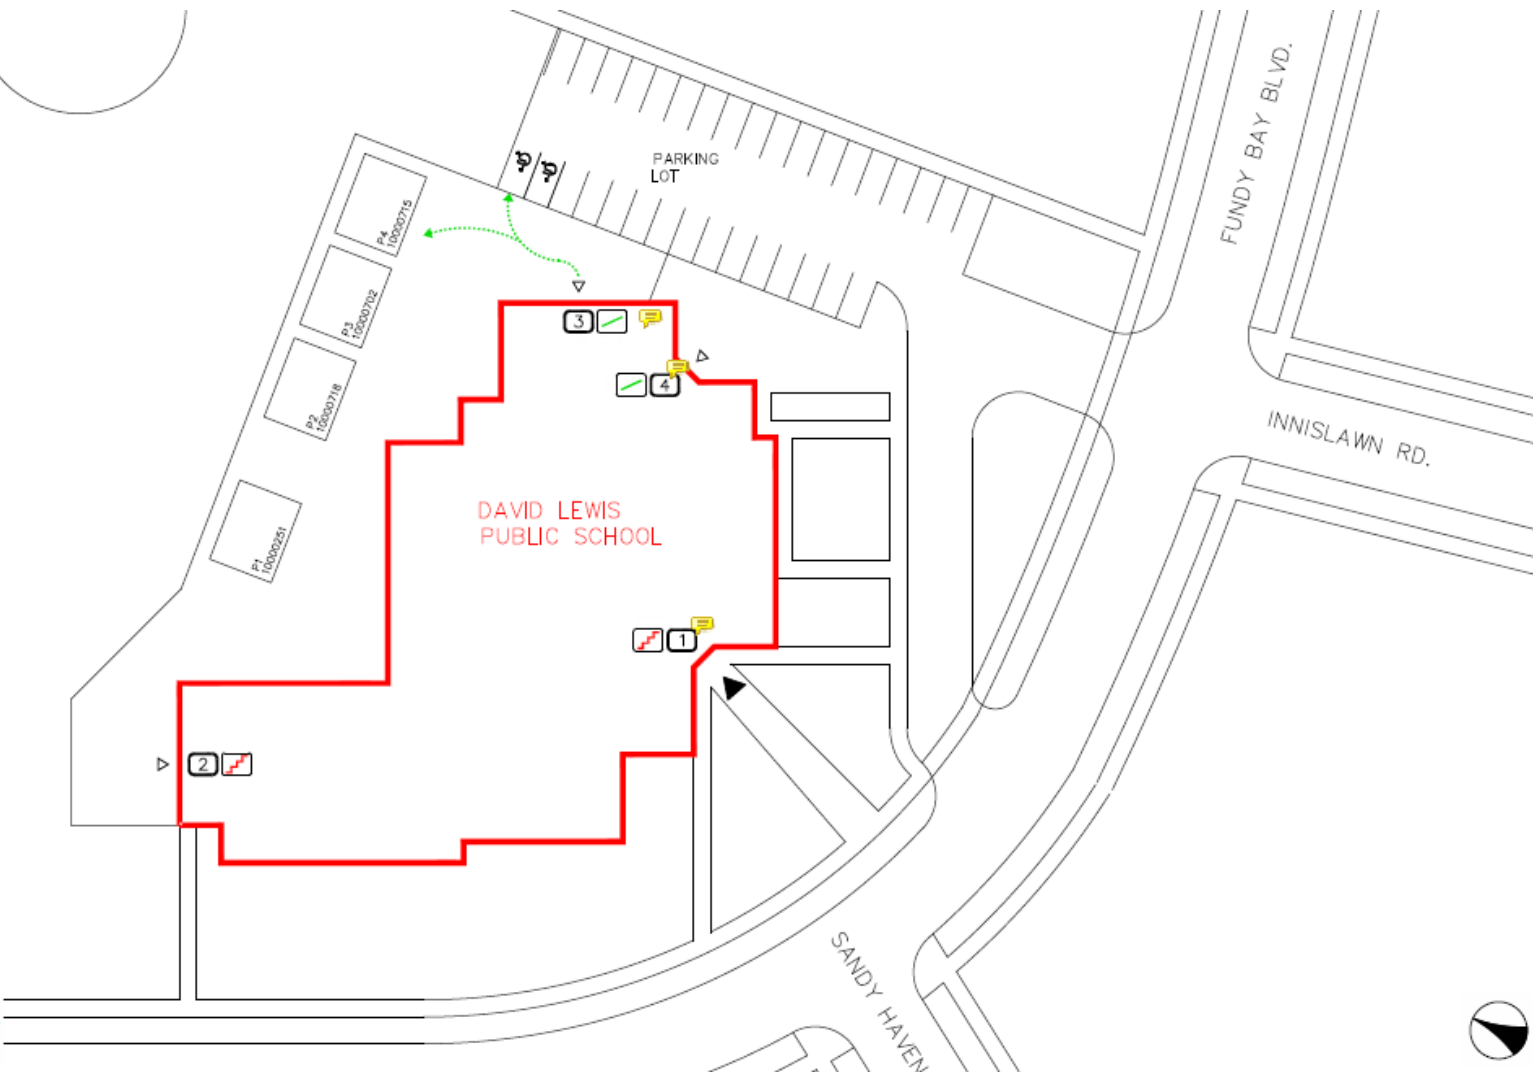 PARKING
LOT
FUNDY BAY BLVD.
P4
10000715
P3
10000702
3
P2
10000718
4
INNISLAWN RD.
DAVID LEWIS
PUBLIC SCHOOL
P1
10000251
1
2
SANDY HAVEN